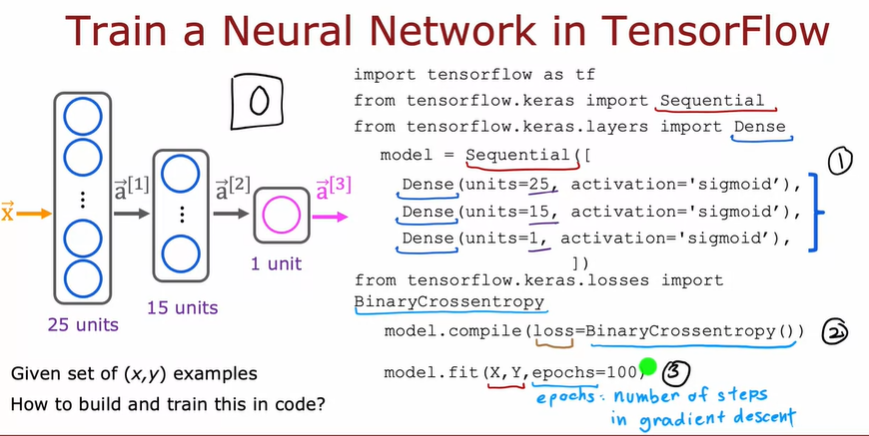 Train a Neural Network in TensorFlow
0
x⃗
a⃗[1]
a⃗[2]
a⃗[3]
25 units
15 units
1 unit
Given set of (x,y) examples
How to build and train this in code?
import tensorflow as tf
from tensorflow.keras import Sequential
from tensorflow.keras.layers import Dense
model = Sequential([
Dense(units=25, activation='sigmoid'),
Dense(units=15, activation='sigmoid'),
Dense(units=1, activation='sigmoid'),
])
①
from tensorflow.keras.losses import
BinaryCrossentropy
model.compile(loss=BinaryCrossentropy()) ②
model.fit(X,Y,epochs=100) ③
epochs: number of steps
in gradient descent